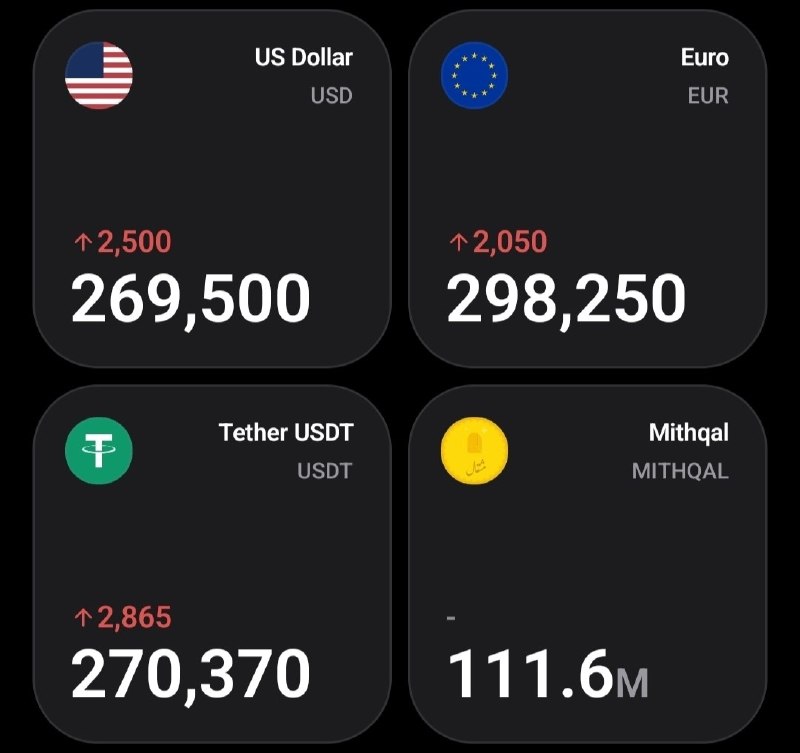 US Dollar
USD
↑2,500
269,500
Euro
EUR
↑2,050
298,250
Tether USDT
USDT
↑2,865
270,370
Mithqal
MITHQAL
مثقال
-
111.6M